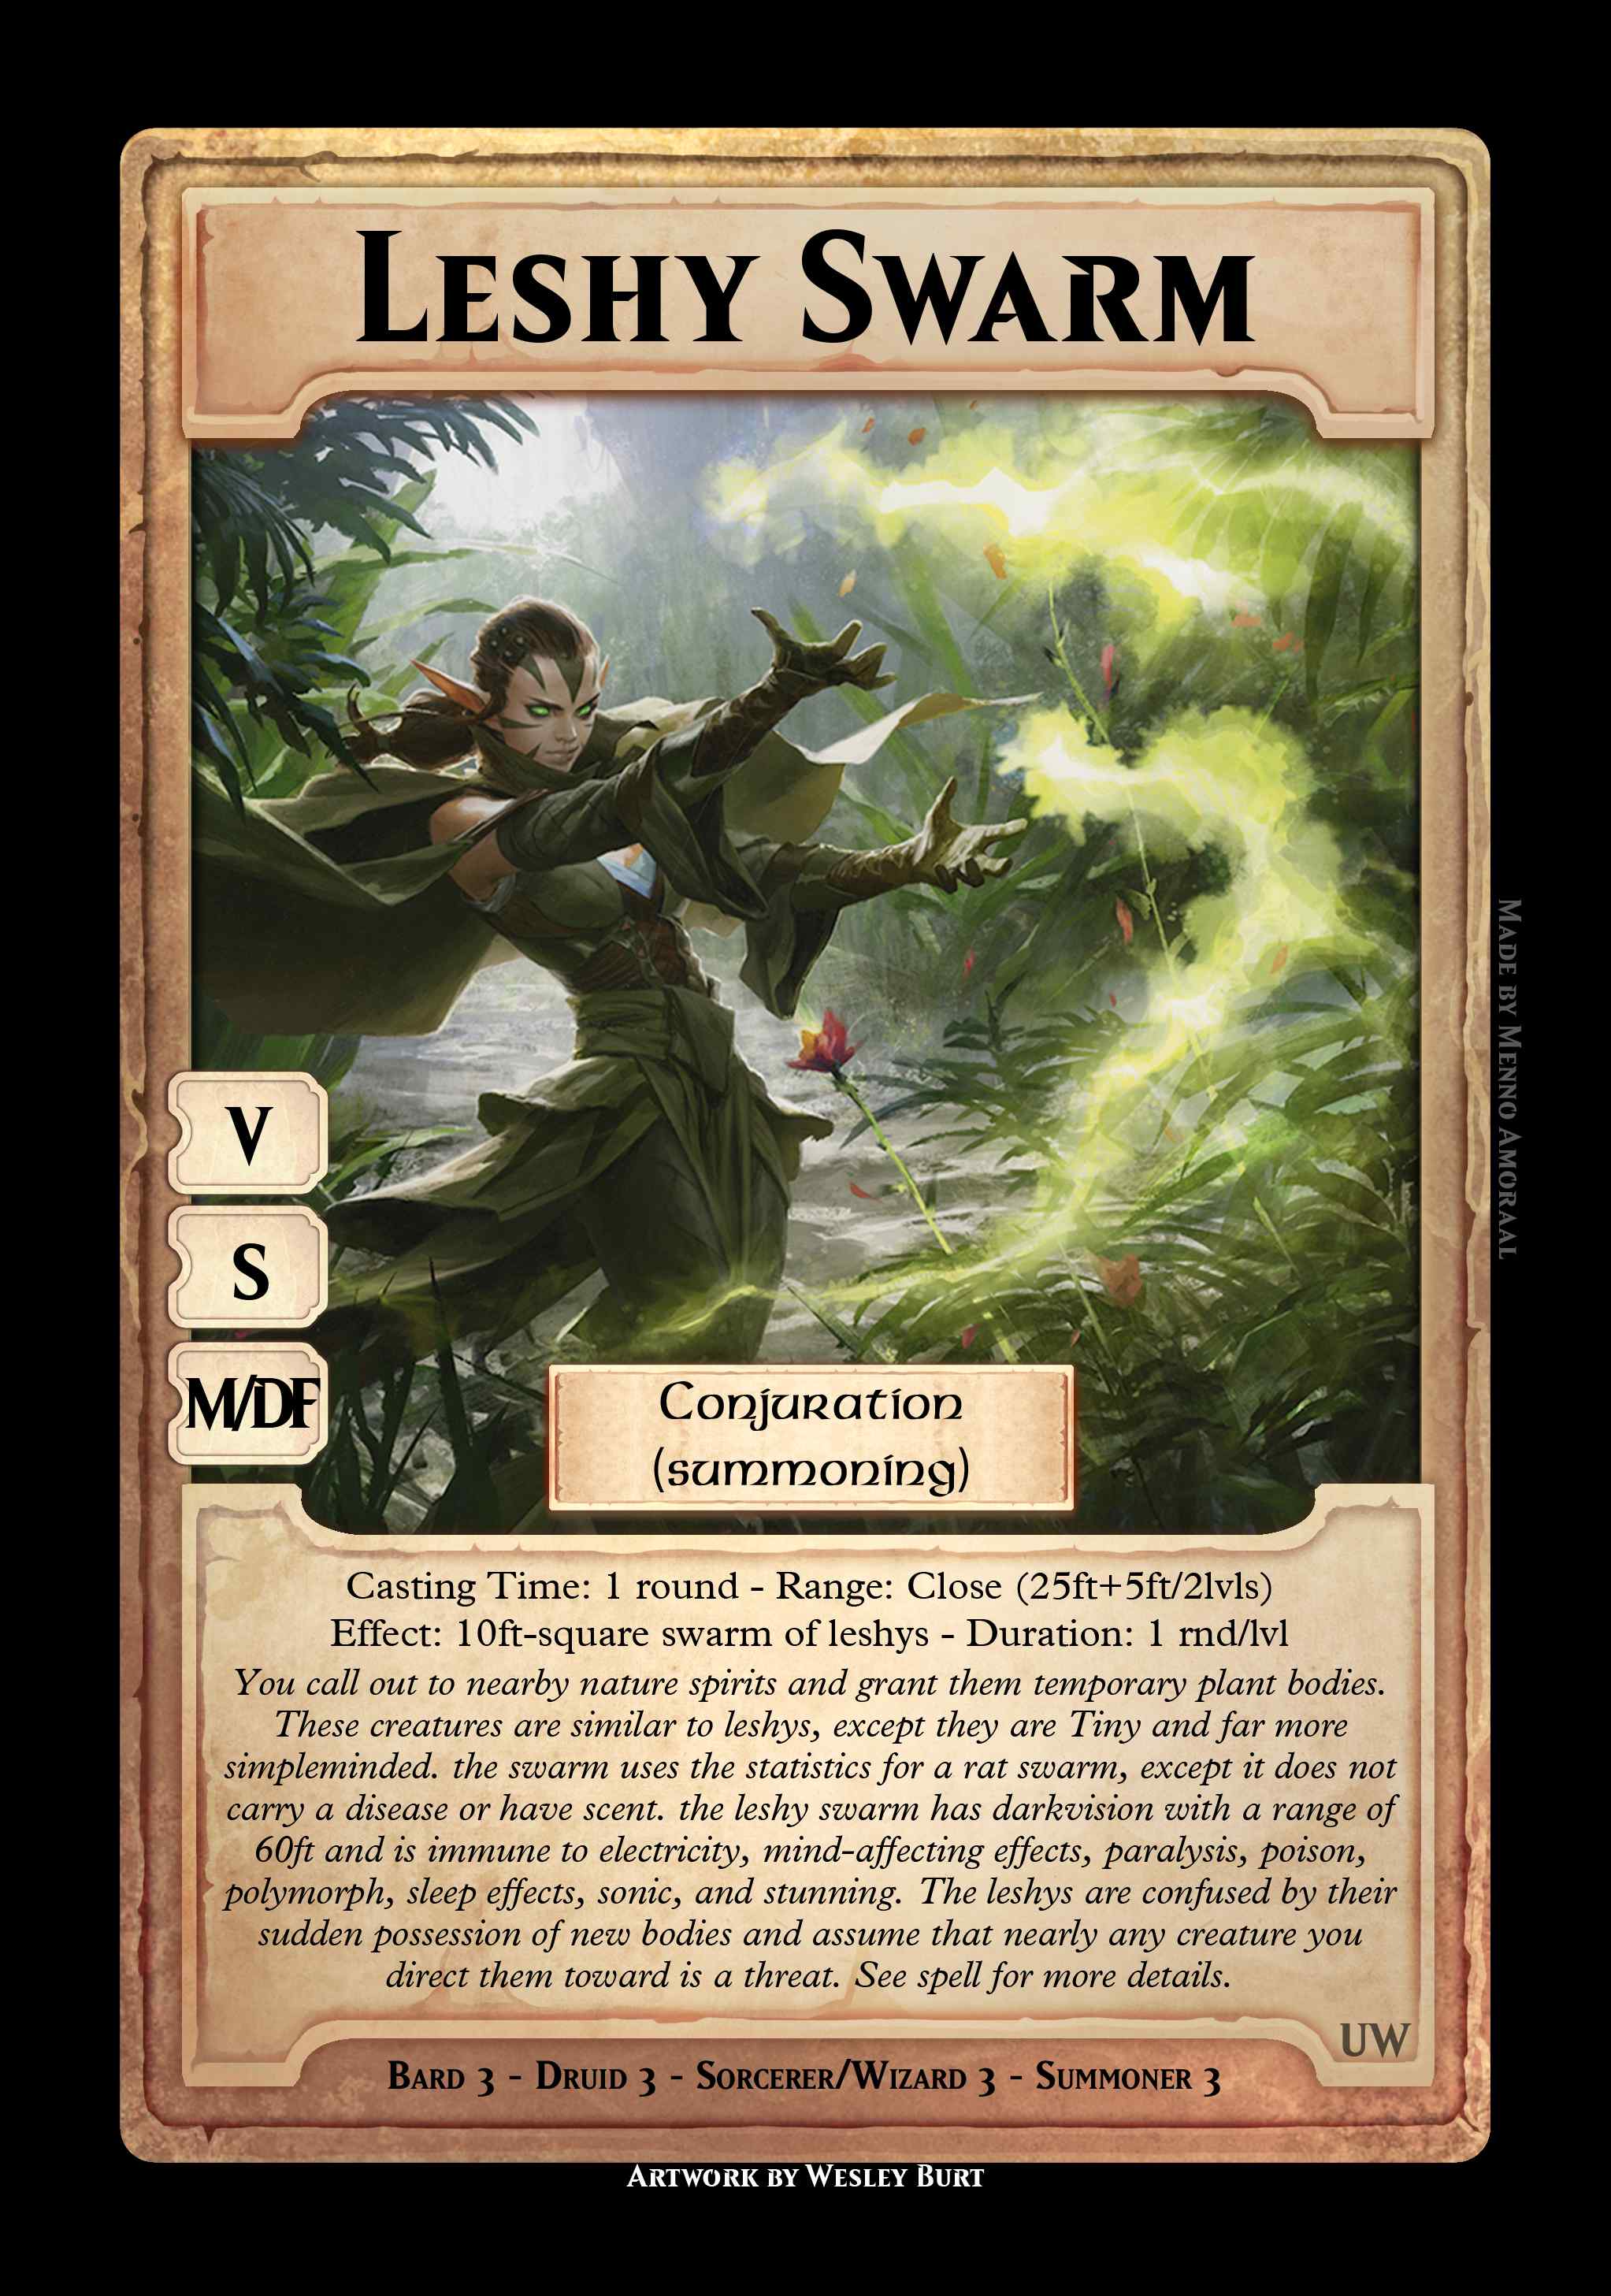 Leshy Swarm
Made by Menno Amoraal
V
S
M/DF
Conjuration
(summoning)
Casting Time: 1 round - Range: Close (25ft+5ft/2lvls)
Effect: 10ft-square swarm of leshys - Duration: 1 rnd/lvl
You call out to nearby nature spirits and grant them temporary plant bodies.
These creatures are similar to leshys, except they are Tiny and far more
simpleminded. the swarm uses the statistics for a rat swarm, except it does not
carry a disease or have scent. the leshy swarm has darkvision with a range of
60ft and is immune to electricity, mind-affecting effects, paralysis, poison,
polymorph, sleep effects, sonic, and stunning. The leshys are confused by their
sudden possession of new bodies and assume that nearly any creature you
direct them toward is a threat. See spell for more details.
UW
Bard 3 - Druid 3 - Sorcerer/Wizard 3 - Summoner 3
Artwork by Wesley Burt